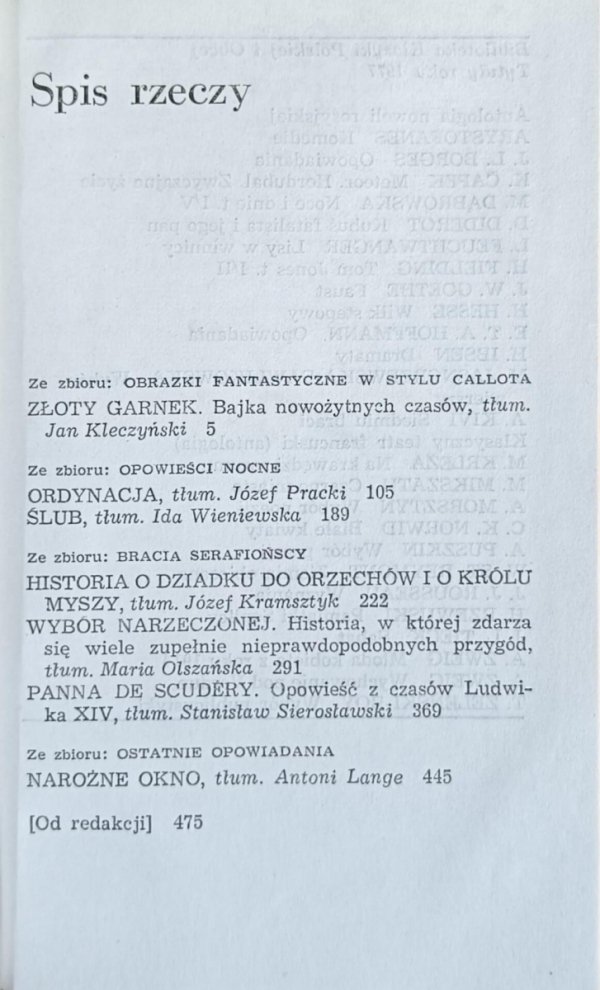 Spis rzeczy
Ze zbioru: OBRAZKI FANTASTYCZNE W STYLU CALLOTA
ZŁOTY GARNEK. Bajka nowożytnych czasów, tłum.
Jan Kleczyński 5
Ze zbioru: OPOWIEŚCI NOCNE
ORDYNACJA, tłum. Józef Pracki 105
ŚLUB, tłum. Ida Wieniewska 189
Ze zbioru: BRACIA SERAFIOŃSCY
HISTORIA O DZIADKU DO ORZECHÓW I O KRÓLU
MYSZY, tłum. Józef Kramsztyk 222
WYBÓR NARZECZONEJ. Historia, w której zdarza
się wiele zupełnie nieprawdopodobnych przygód,
tłum. Maria Olszańska 291
PANNA DE SCUDÉRY. Opowieść z czasów Ludwi-
ka XIV, tłum. Stanisław Sierosławski 369
Ze zbioru: OSTATNIE OPOWIADANIA
NAROŻNE OKNO, tłum. Antoni Lange 445
[Od redakcji] 475